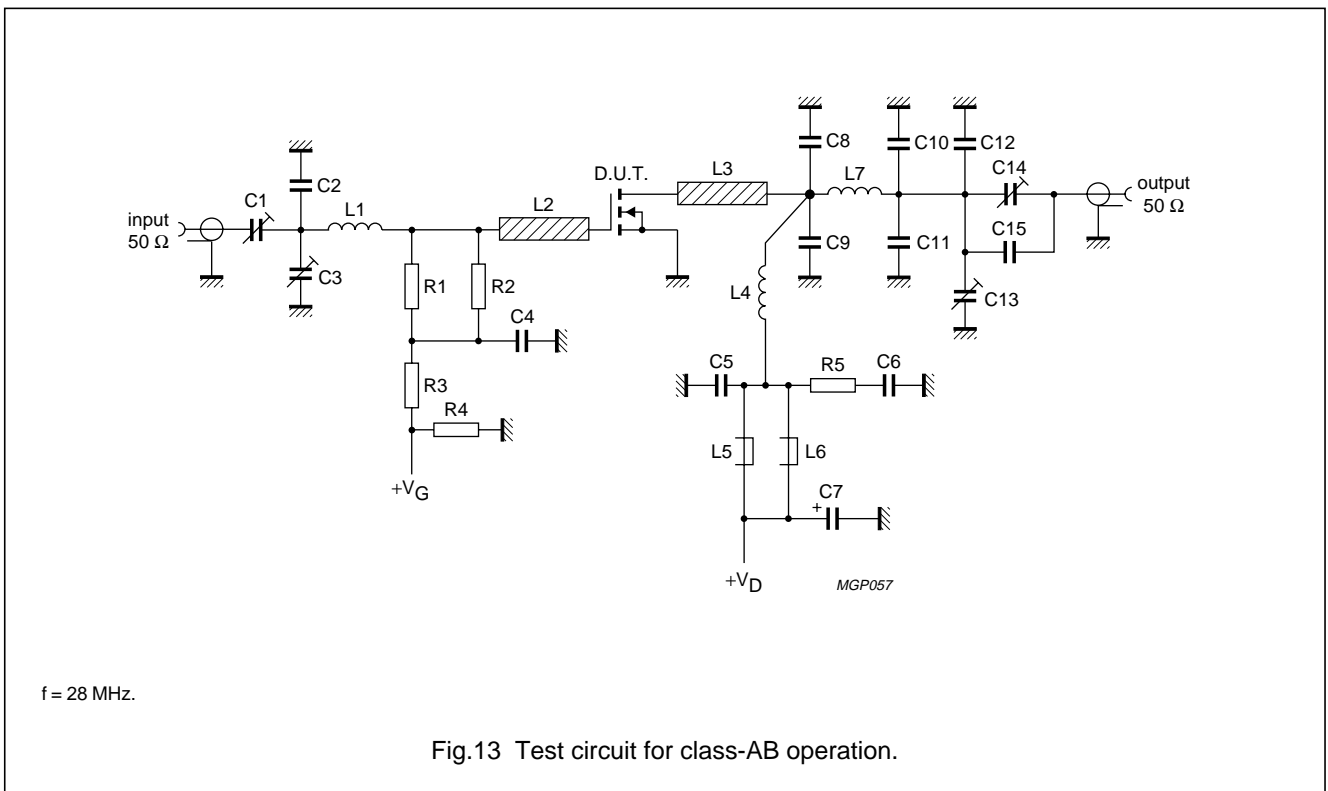 C8
C10
C12
D.U.T.
L3
L7
C14
output
50 Ω
C2
input
50 Ω
C1
L1
L2
C15
C9
C11
C3
R1
R2
L4
C13
C4
C5
R5
C6
R3
R4
L5
L6
+VG
C7
+
+VD
MGP057
f = 28 MHz.
Fig.13 Test circuit for class-AB operation.